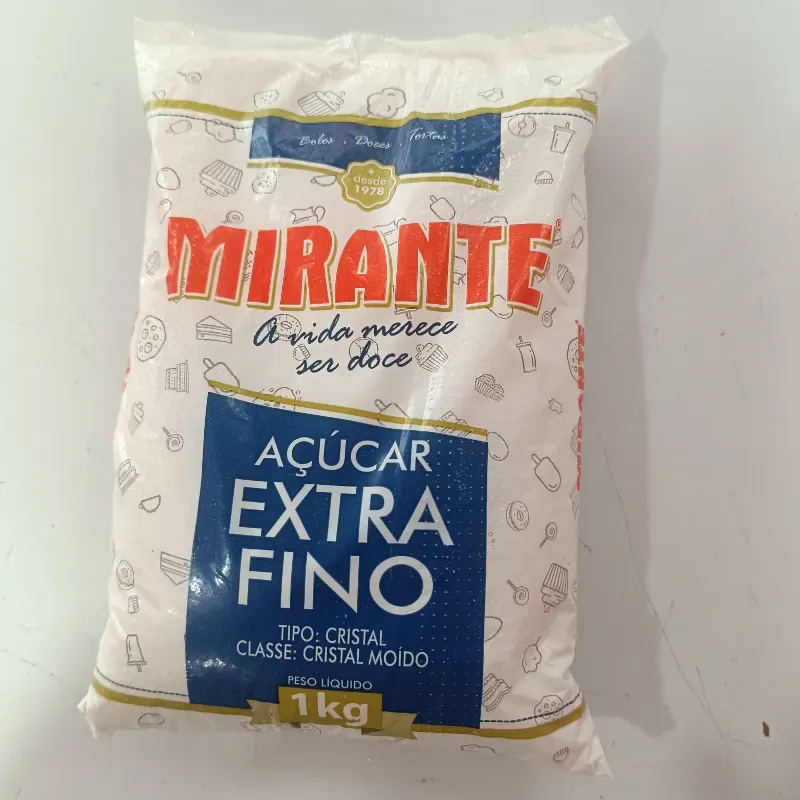 Bolos . Doces . Tortas
desde
1978
MIRANTE®
A vida merece
ser doce
AÇÚCAR
EXTRA
FINO
TIPO: CRISTAL
CLASSE: CRISTAL MOÍDO
PESO LÍQUIDO
1kg
MIRANTE